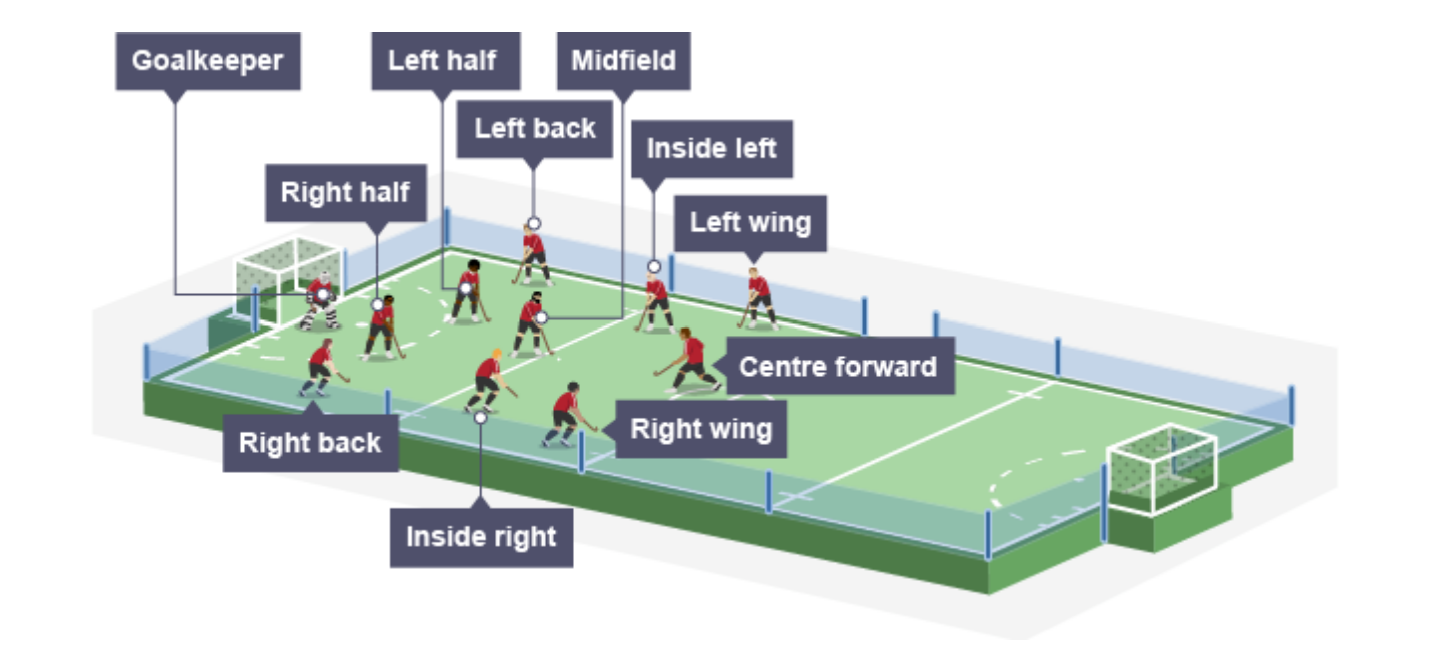 Goalkeeper
Left half
Midfield
Left back
Inside left
Right half
Left wing
Centre forward
Right wing
Right back
Inside right